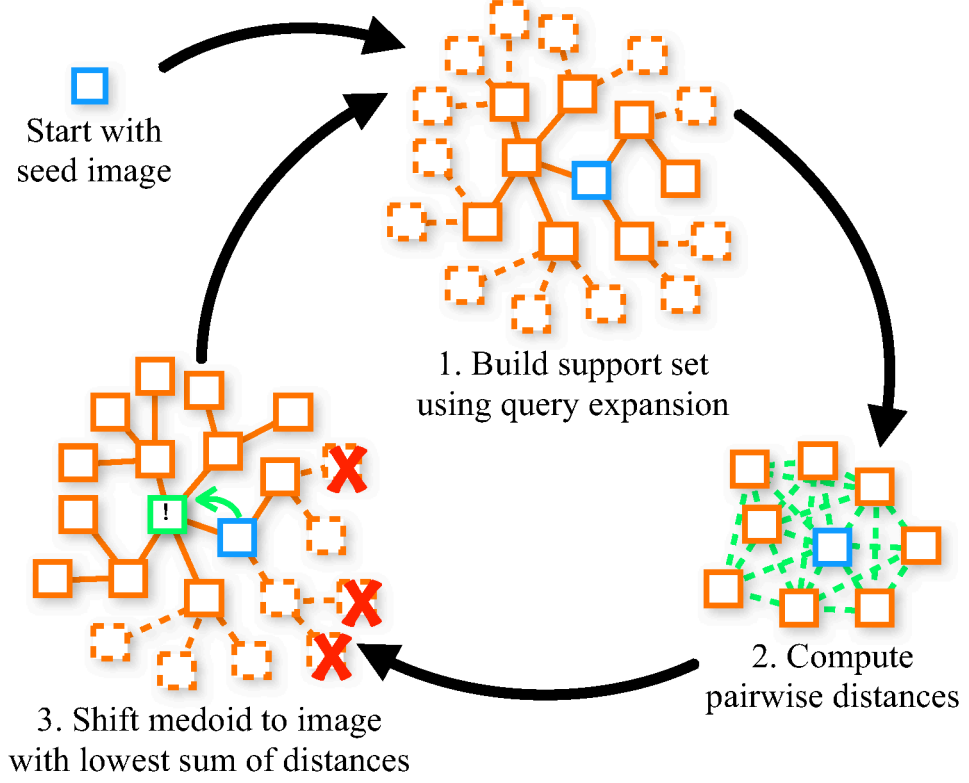 Start with
seed image
1. Build support set
using query expansion
2. Compute
pairwise distances
!
3. Shift medoid to image
with lowest sum of distances